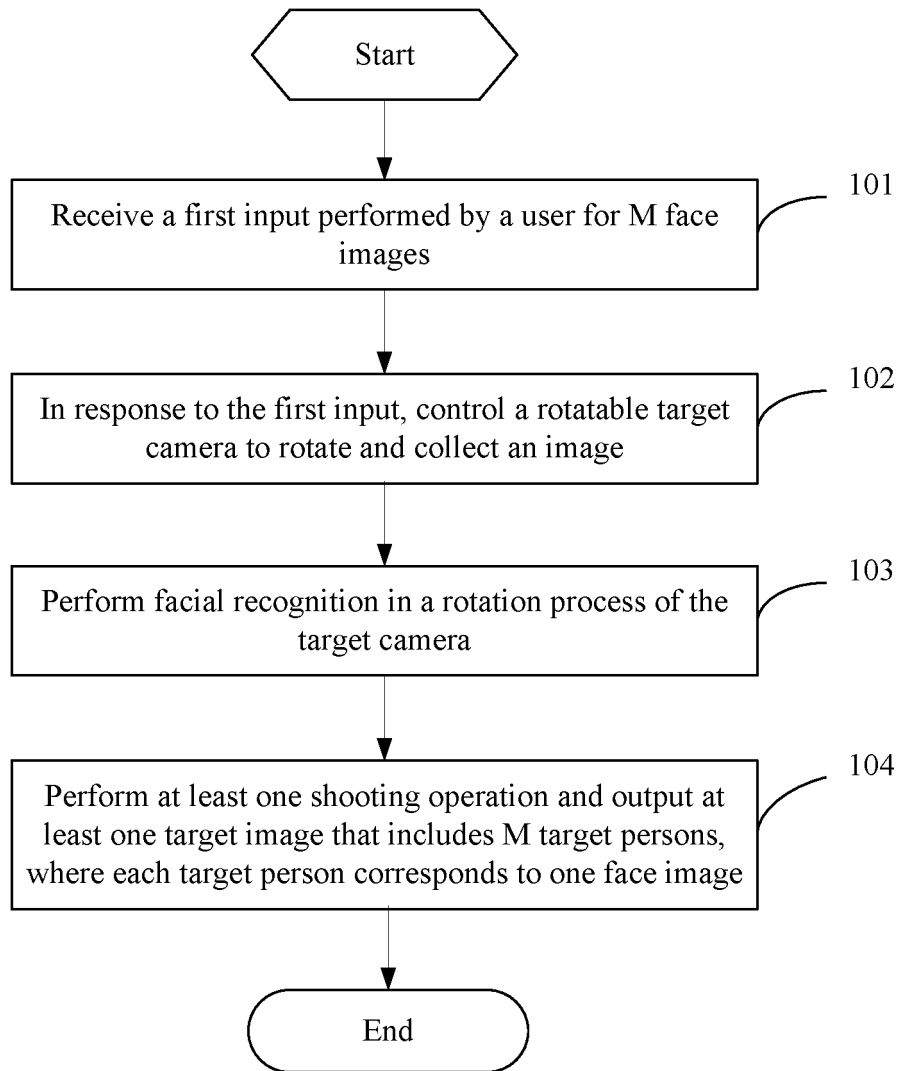 Start
101
Receive a first input performed by a user for M face
images
102
In response to the first input, control a rotatable target
camera to rotate and collect an image
103
Perform facial recognition in a rotation process of the
target camera
104
Perform at least one shooting operation and output at
least one target image that includes M target persons,
where each target person corresponds to one face image
End